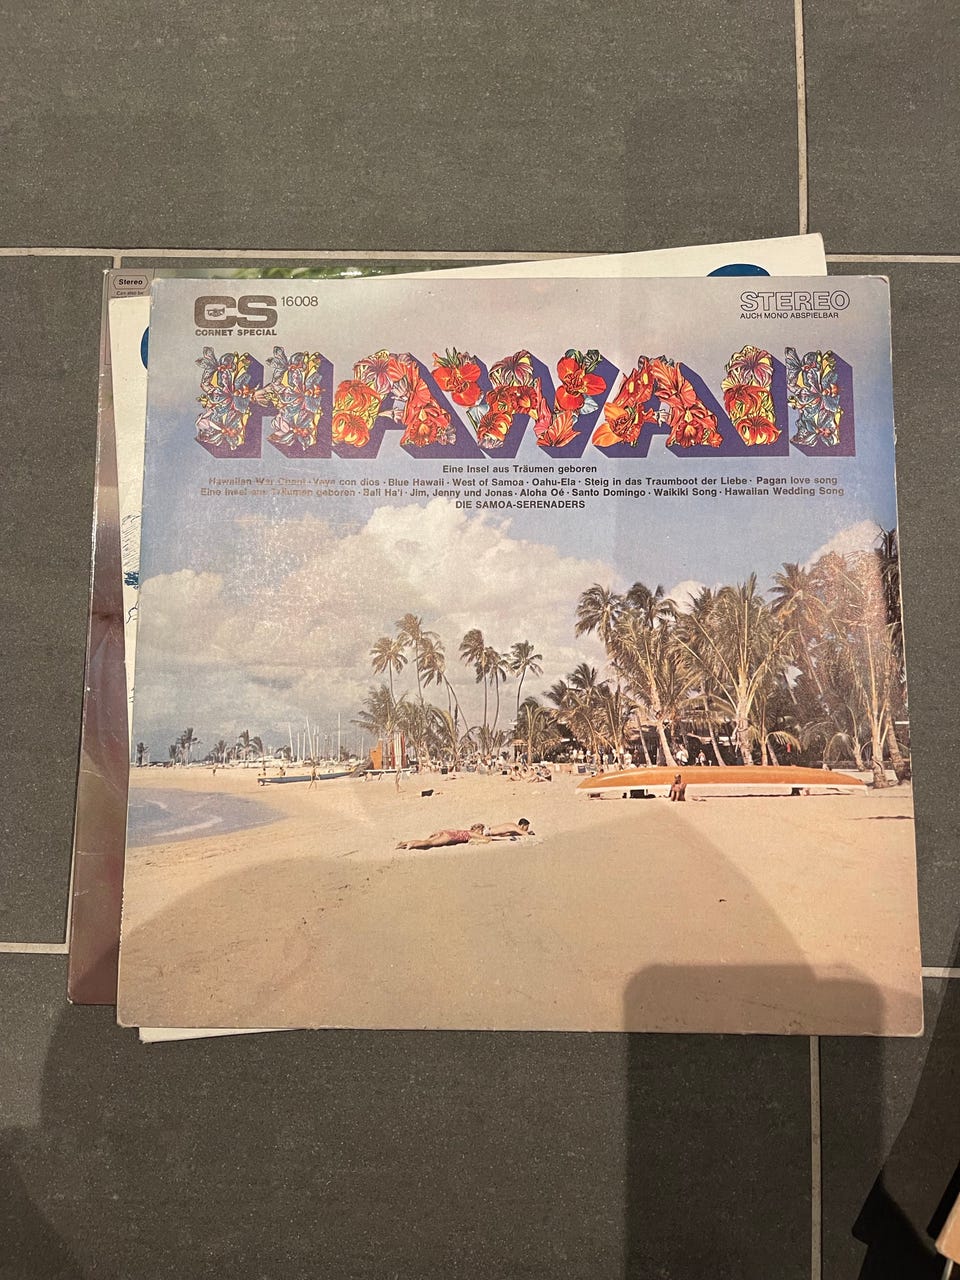 Stereo
CS 16008
CORNET SPECIAL
STEREO
AUCH MONO ABSPIELBAR
HAWAII
Eine Insel aus Träumen geboren
Hawaiian War Chant · Vaya con dios · Blue Hawaii · West of Samoa · Oahu-Ela · Steig in das Traumboot der Liebe · Pagan love song
Eine Insel aus Träumen geboren · Bali Ha'i · Jim, Jenny und Jonas · Aloha Oé · Santo Domingo · Waikiki Song · Hawaiian Wedding Song
DIE SAMOA-SERENADERS